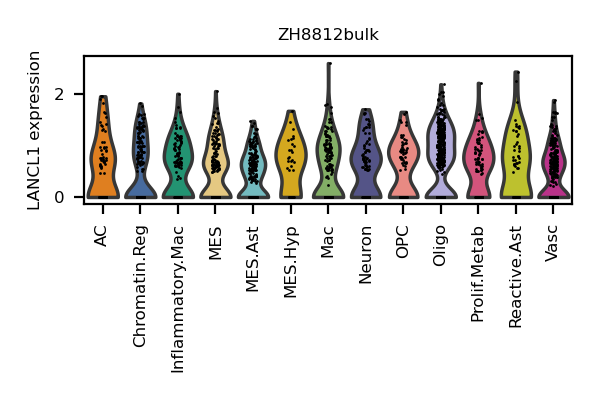 ZH8812bulk
LANCL1 expression
2
0
AC
Chromatin.Reg
Inflammatory.Mac
MES
MES.Ast
MES.Hyp
Mac
Neuron
OPC
Oligo
Prolif.Metab
Reactive.Ast
Vasc